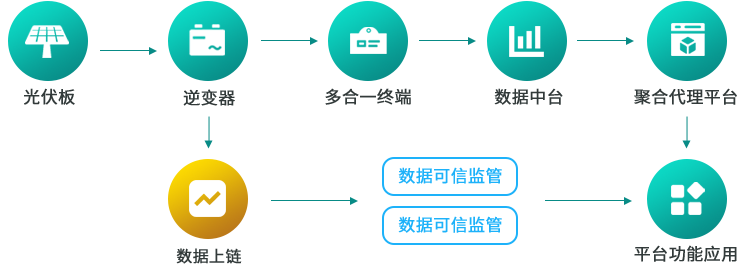 光伏板
逆变器
多合一终端
数据中台
聚合代理平台
数据可信监管
数据可信监管
数据上链
平台功能应用